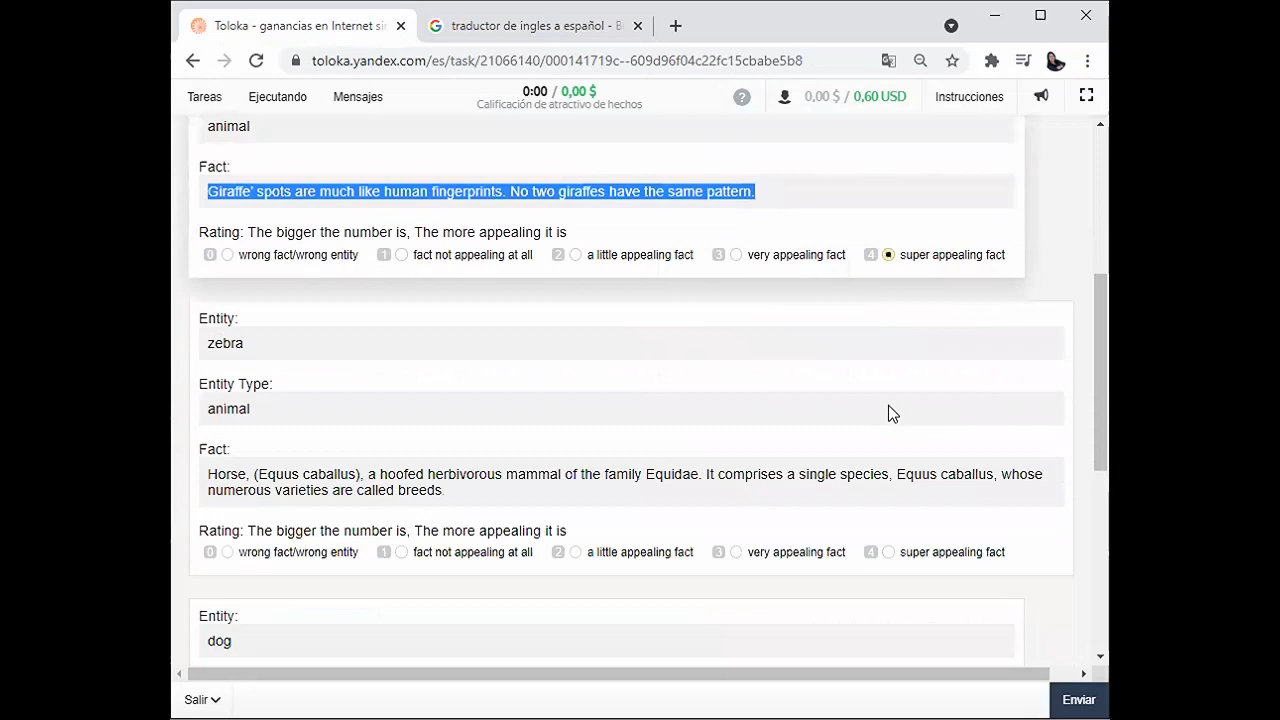 Toloka - ganancias en Internet sin
traductor de ingles a español - B
toloka.yandex.com/es/task/21066140/000141719c--609d96f04c22fc15cbabe5b8
Tareas Ejecutando Mensajes 0:00 / 0,00 $ ? 0,00 $ / 0,60 USD Instrucciones
Calificación de atractivo de hechos
animal
Fact:
Giraffe' spots are much like human fingerprints. No two giraffes have the same pattern.
Rating: The bigger the number is, The more appealing it is
0 wrong fact/wrong entity 1 fact not appealing at all 2 a little appealing fact 3 very appealing fact 4 super appealing fact
Entity:
zebra
Entity Type:
animal
Fact:
Horse, (Equus caballus), a hoofed herbivorous mammal of the family Equidae. It comprises a single species, Equus caballus, whose
numerous varieties are called breeds.
Rating: The bigger the number is, The more appealing it is
0 wrong fact/wrong entity 1 fact not appealing at all 2 a little appealing fact 3 very appealing fact 4 super appealing fact
Entity:
dog
Salir Enviar